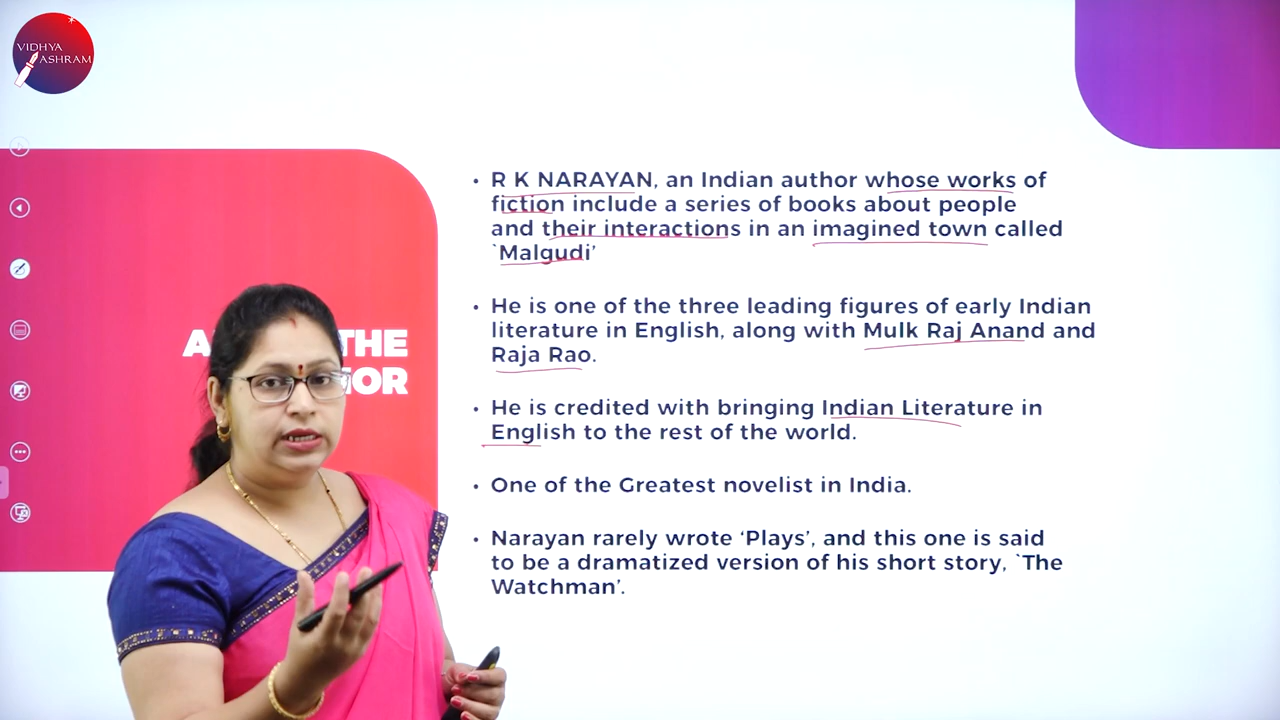 VIDHYA
ASHRAM
THE
• R K NARAYAN, an Indian author whose works of
fiction include a series of books about people
and their interactions in an imagined town called
`Malgudi’
• He is one of the three leading figures of early Indian
literature in English, along with Mulk Raj Anand and
Raja Rao.
• He is credited with bringing Indian Literature in
English to the rest of the world.
• One of the Greatest novelist in India.
• Narayan rarely wrote ‘Plays’, and this one is said
to be a dramatized version of his short story, `The
Watchman’.